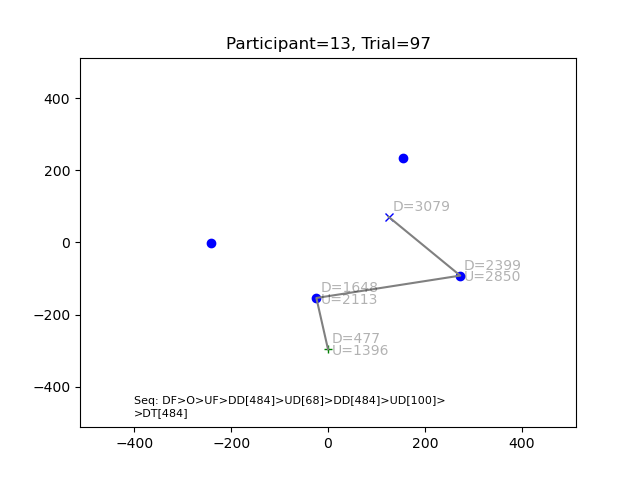 Participant=13, Trial=97
400
200
0
−200
−400
D=3079
D=2399
U=2850
D=1648
U=2113
D=477
U=1396
Seq: DF>O>UF>DD[484]>UD[68]>DD[484]>UD[100]>
>DT[484]
−400
−200
0
200
400